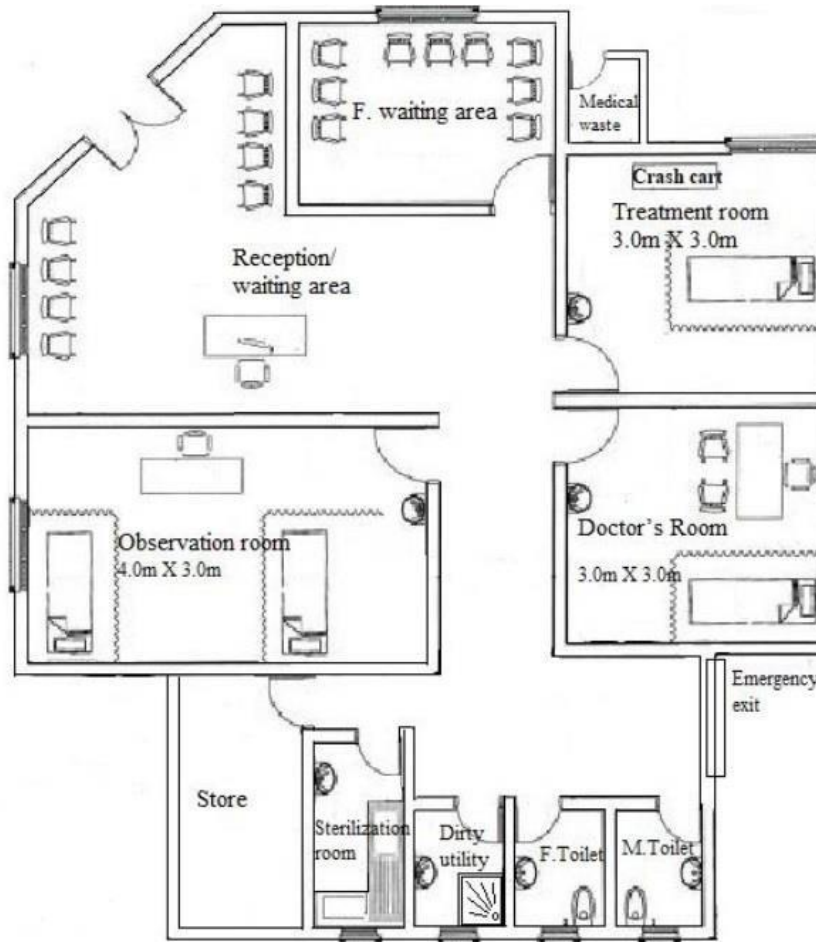 F. waiting area
Medical
waste
Crash cart
Treatment room
3.0m X 3.0m
Reception/
waiting area
Observation room
4.0m X 3.0m
Doctor's Room
3.0m X 3.0m
Emergency
exit
Store
Sterilization
room
Dirty
utility
F.Toilet
M.Toilet